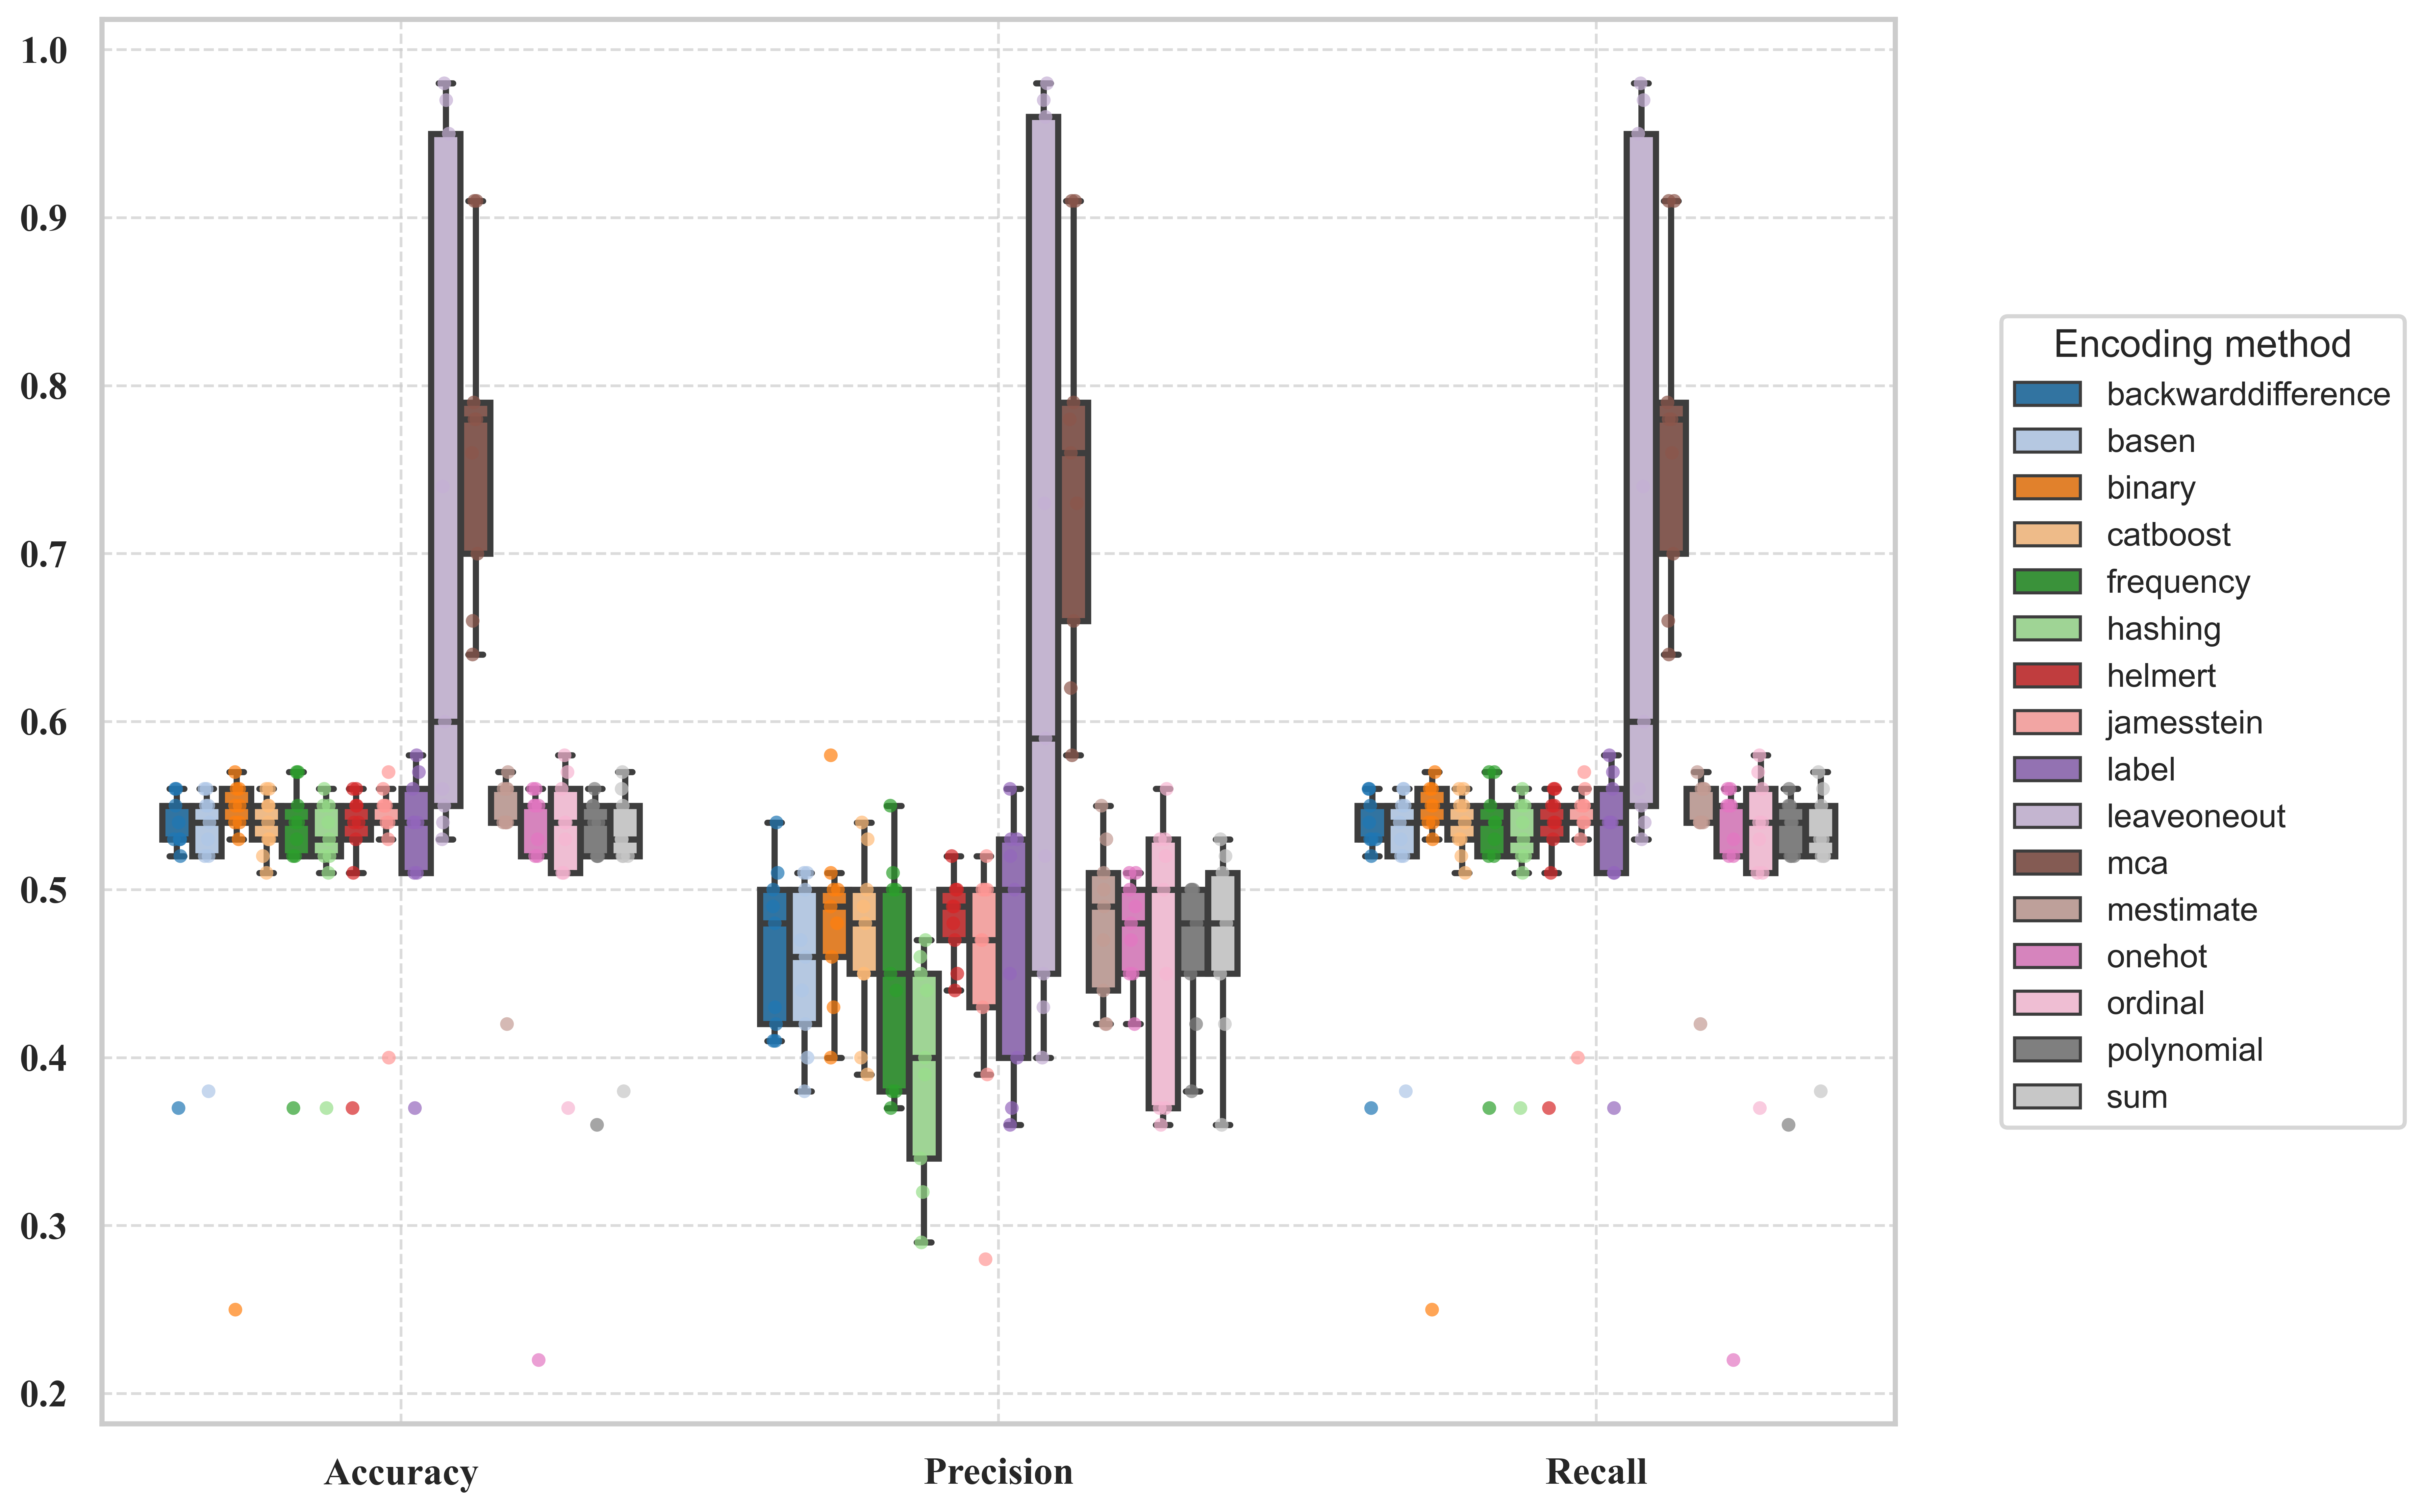 1.0
0.9
0.8
0.7
0.6
0.5
0.4
0.3
0.2
Accuracy
Precision
Recall
Encoding method
backwarddifference
basen
binary
catboost
frequency
hashing
helmert
jamesstein
label
leaveoneout
mca
mestimate
onehot
ordinal
polynomial
sum